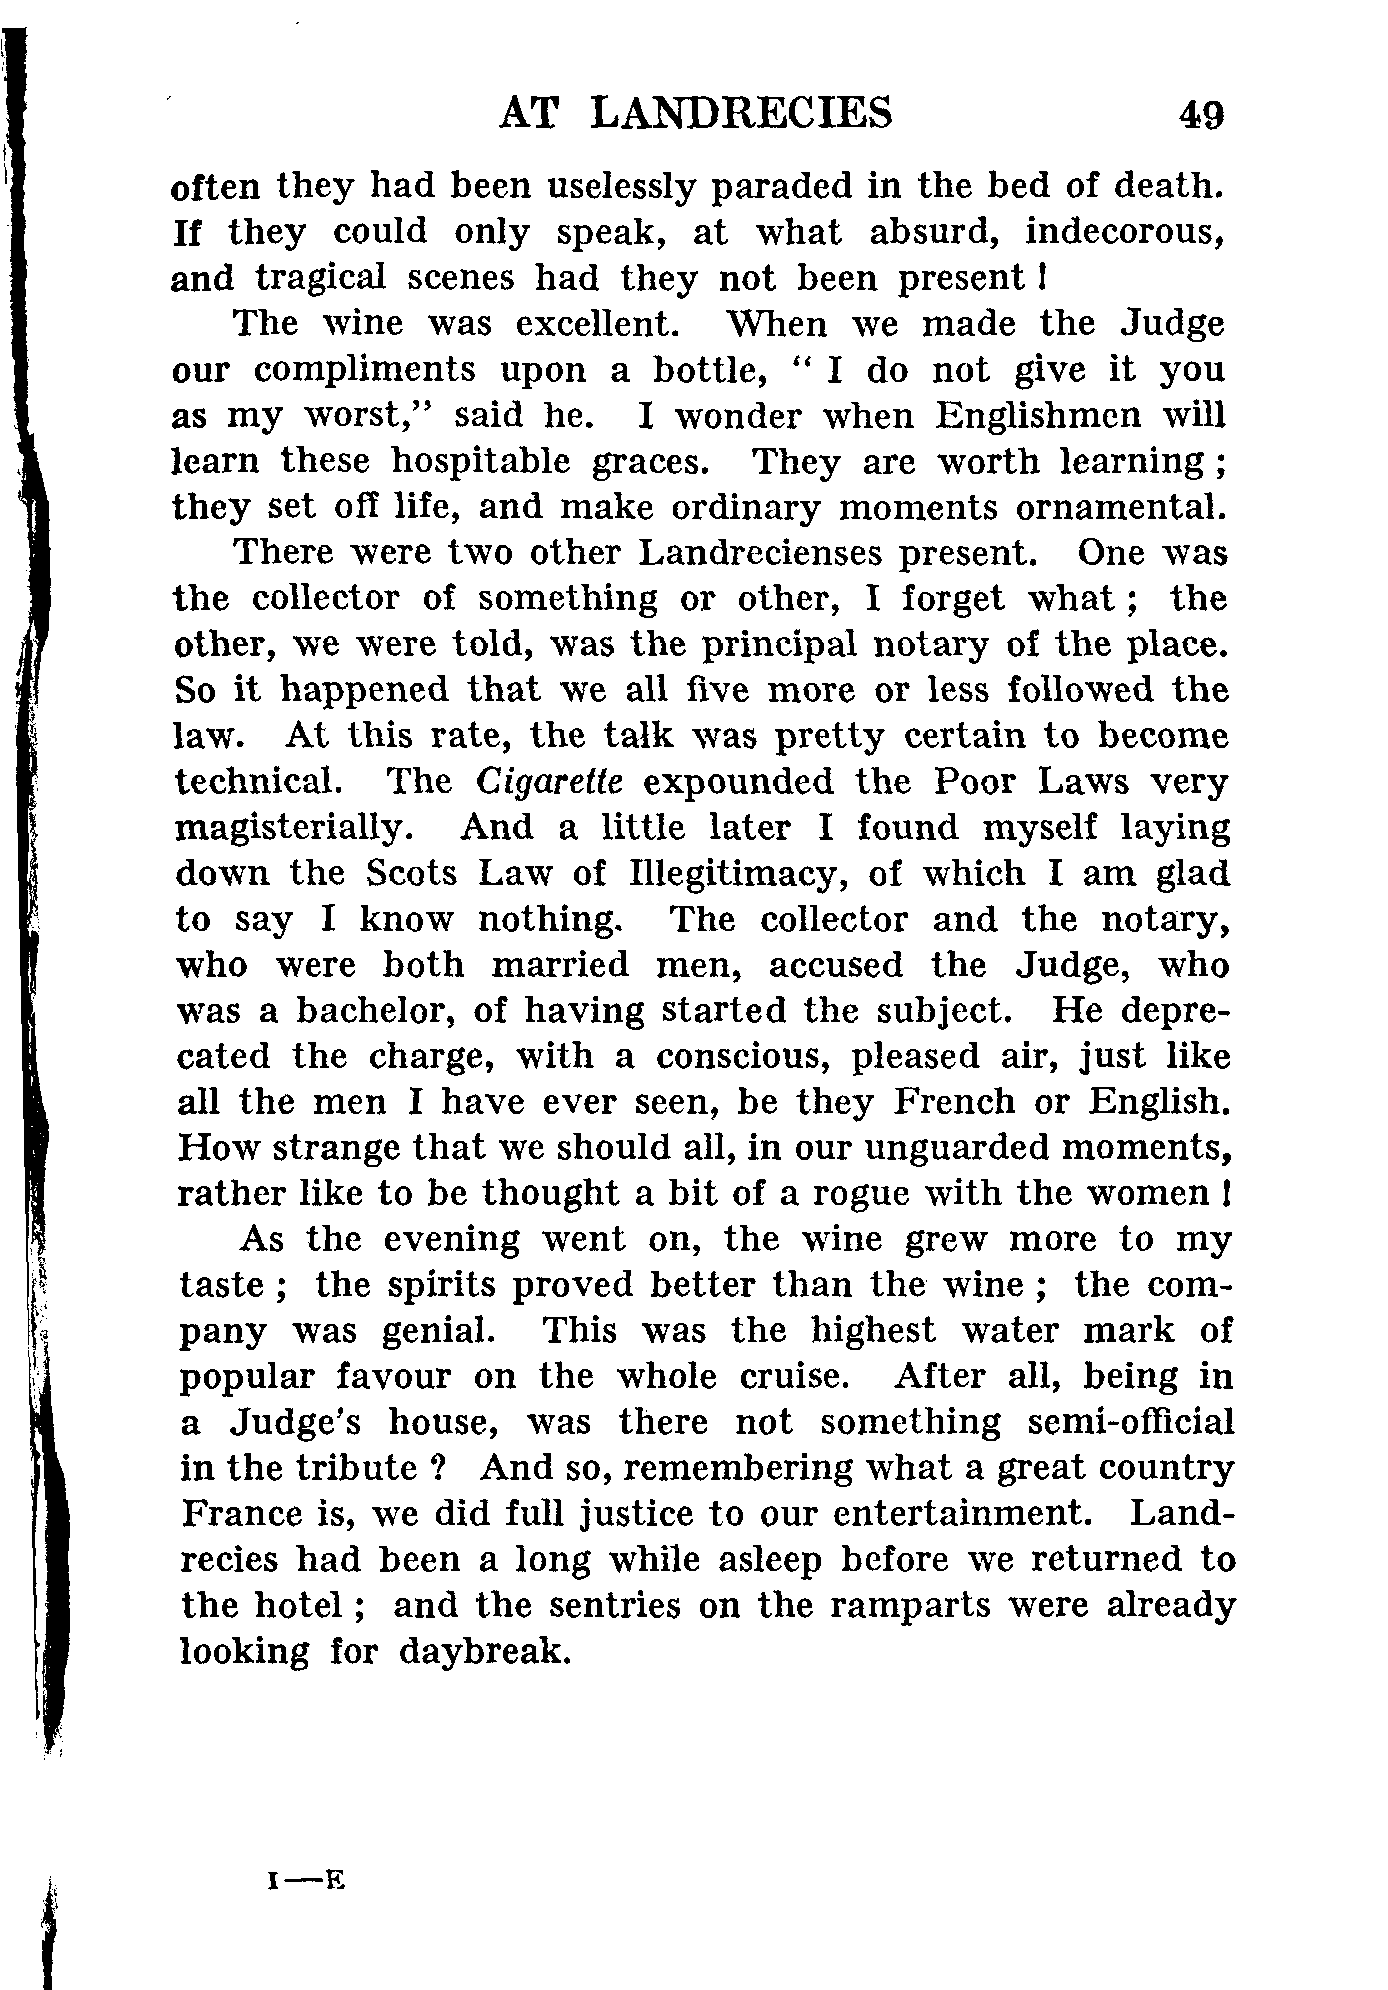 AT LANDRECIES 49
often they had been uselessly paraded in the bed of death.
If they could only speak, at what absurd, indecorous,
and tragical scenes had they not been present !
The wine was excellent. When we made the Judge
our compliments upon a bottle, “ I do not give it you
as my worst,” said he. I wonder when Englishmen will
learn these hospitable graces. They are worth learning ;
they set off life, and make ordinary moments ornamental.
There were two other Landrecienses present. One was
the collector of something or other, I forget what ; the
other, we were told, was the principal notary of the place.
So it happened that we all five more or less followed the
law. At this rate, the talk was pretty certain to become
technical. The Cigarette expounded the Poor Laws very
magisterially. And a little later I found myself laying
down the Scots Law of Illegitimacy, of which I am glad
to say I know nothing. The collector and the notary,
who were both married men, accused the Judge, who
was a bachelor, of having started the subject. He depre-
cated the charge, with a conscious, pleased air, just like
all the men I have ever seen, be they French or English.
How strange that we should all, in our unguarded moments,
rather like to be thought a bit of a rogue with the women !
As the evening went on, the wine grew more to my
taste ; the spirits proved better than the wine ; the com-
pany was genial. This was the highest water mark of
popular favour on the whole cruise. After all, being in
a Judge’s house, was there not something semi-official
in the tribute ? And so, remembering what a great country
France is, we did full justice to our entertainment. Land-
recies had been a long while asleep before we returned to
the hotel ; and the sentries on the ramparts were already
looking for daybreak.
I—E